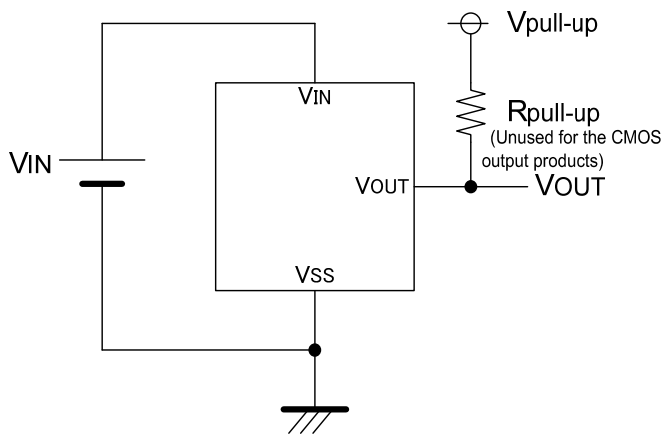 Vpull-up
VIN
Rpull-up
(Unused for the CMOS
output products)
VIN
VOUT
VOUT
VSS